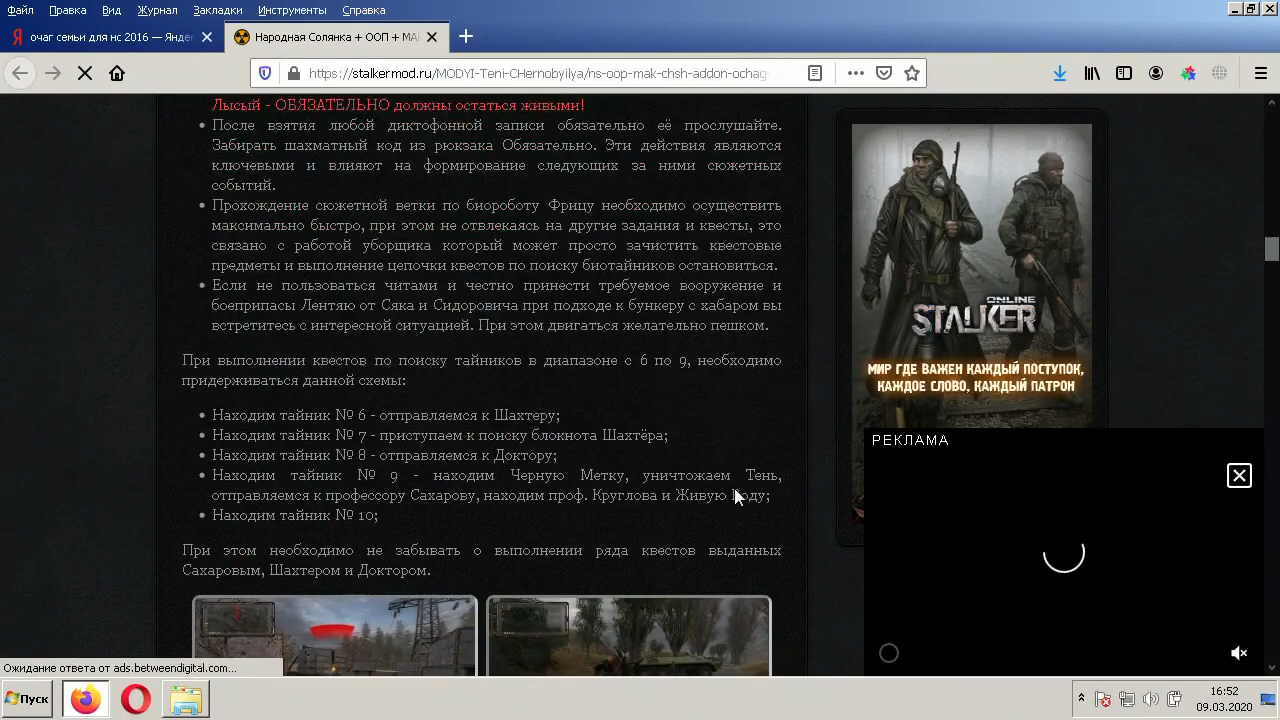 Файл Правка Вид Журнал Закладки Инструменты Справка
очаг семьи для нс 2016 — Янде
Народная Солянка + ООП + МА
https://stalkermod.ru/MODYI-Teni-CHernobyilya/ns-oop-mak-chsh-addon-ochag-
Лысый - ОБЯЗАТЕЛЬНО должны остаться живыми!
После взятия любой диктофонной записи обязательно её прослушайте.
Забирать шахматный код из рюкзака Обязательно. Эти действия являются
ключевыми и влияют на формирование следующих за ними сюжетных
событий.
Прохождение сюжетной ветки по биороботу Фрицу необходимо осуществить
максимально быстро, при этом не отвлекаясь на другие задания и квесты, это
связано с работой уборщика который может просто зачистить квестовые
предметы и выполнение цепочки квестов по поиску биотайников остановиться.
Если не пользоваться читами и честно принести требуемое вооружение и
боеприпасы Лентяю от Сяка и Сидоровича при подходе к бункеру с хабаром вы
встретитесь с интересной ситуацией. При этом двигаться желательно пешком.
При выполнении квестов по поиску тайников в диапазоне с 6 по 9, необходимо
придерживаться данной схемы:
Находим тайник № 6 - отправляемся к Шахтеру;
Находим тайник № 7 - приступаем к поиску блокнота Шахтёра;
Находим тайник № 8 - отправляемся к Доктору;
Находим тайник № 9 - находим Черную Метку, уничтожаем Тень,
отправляемся к профессору Сахарову, находим проф. Круглова и Живую Воду;
Находим тайник № 10;
При этом необходимо не забывать о выполнении ряда квестов выданных
Сахаровым, Шахтером и Доктором.
ONLINE
STALKER
МИР ГДЕ ВАЖЕН КАЖДЫЙ ПОСТУПОК,
КАЖДОЕ СЛОВО, КАЖДЫЙ ПАТРОН
РЕКЛАМА
Ожидание ответа от ads.betweendigital.com...
Пуск
16:52
09.03.2020